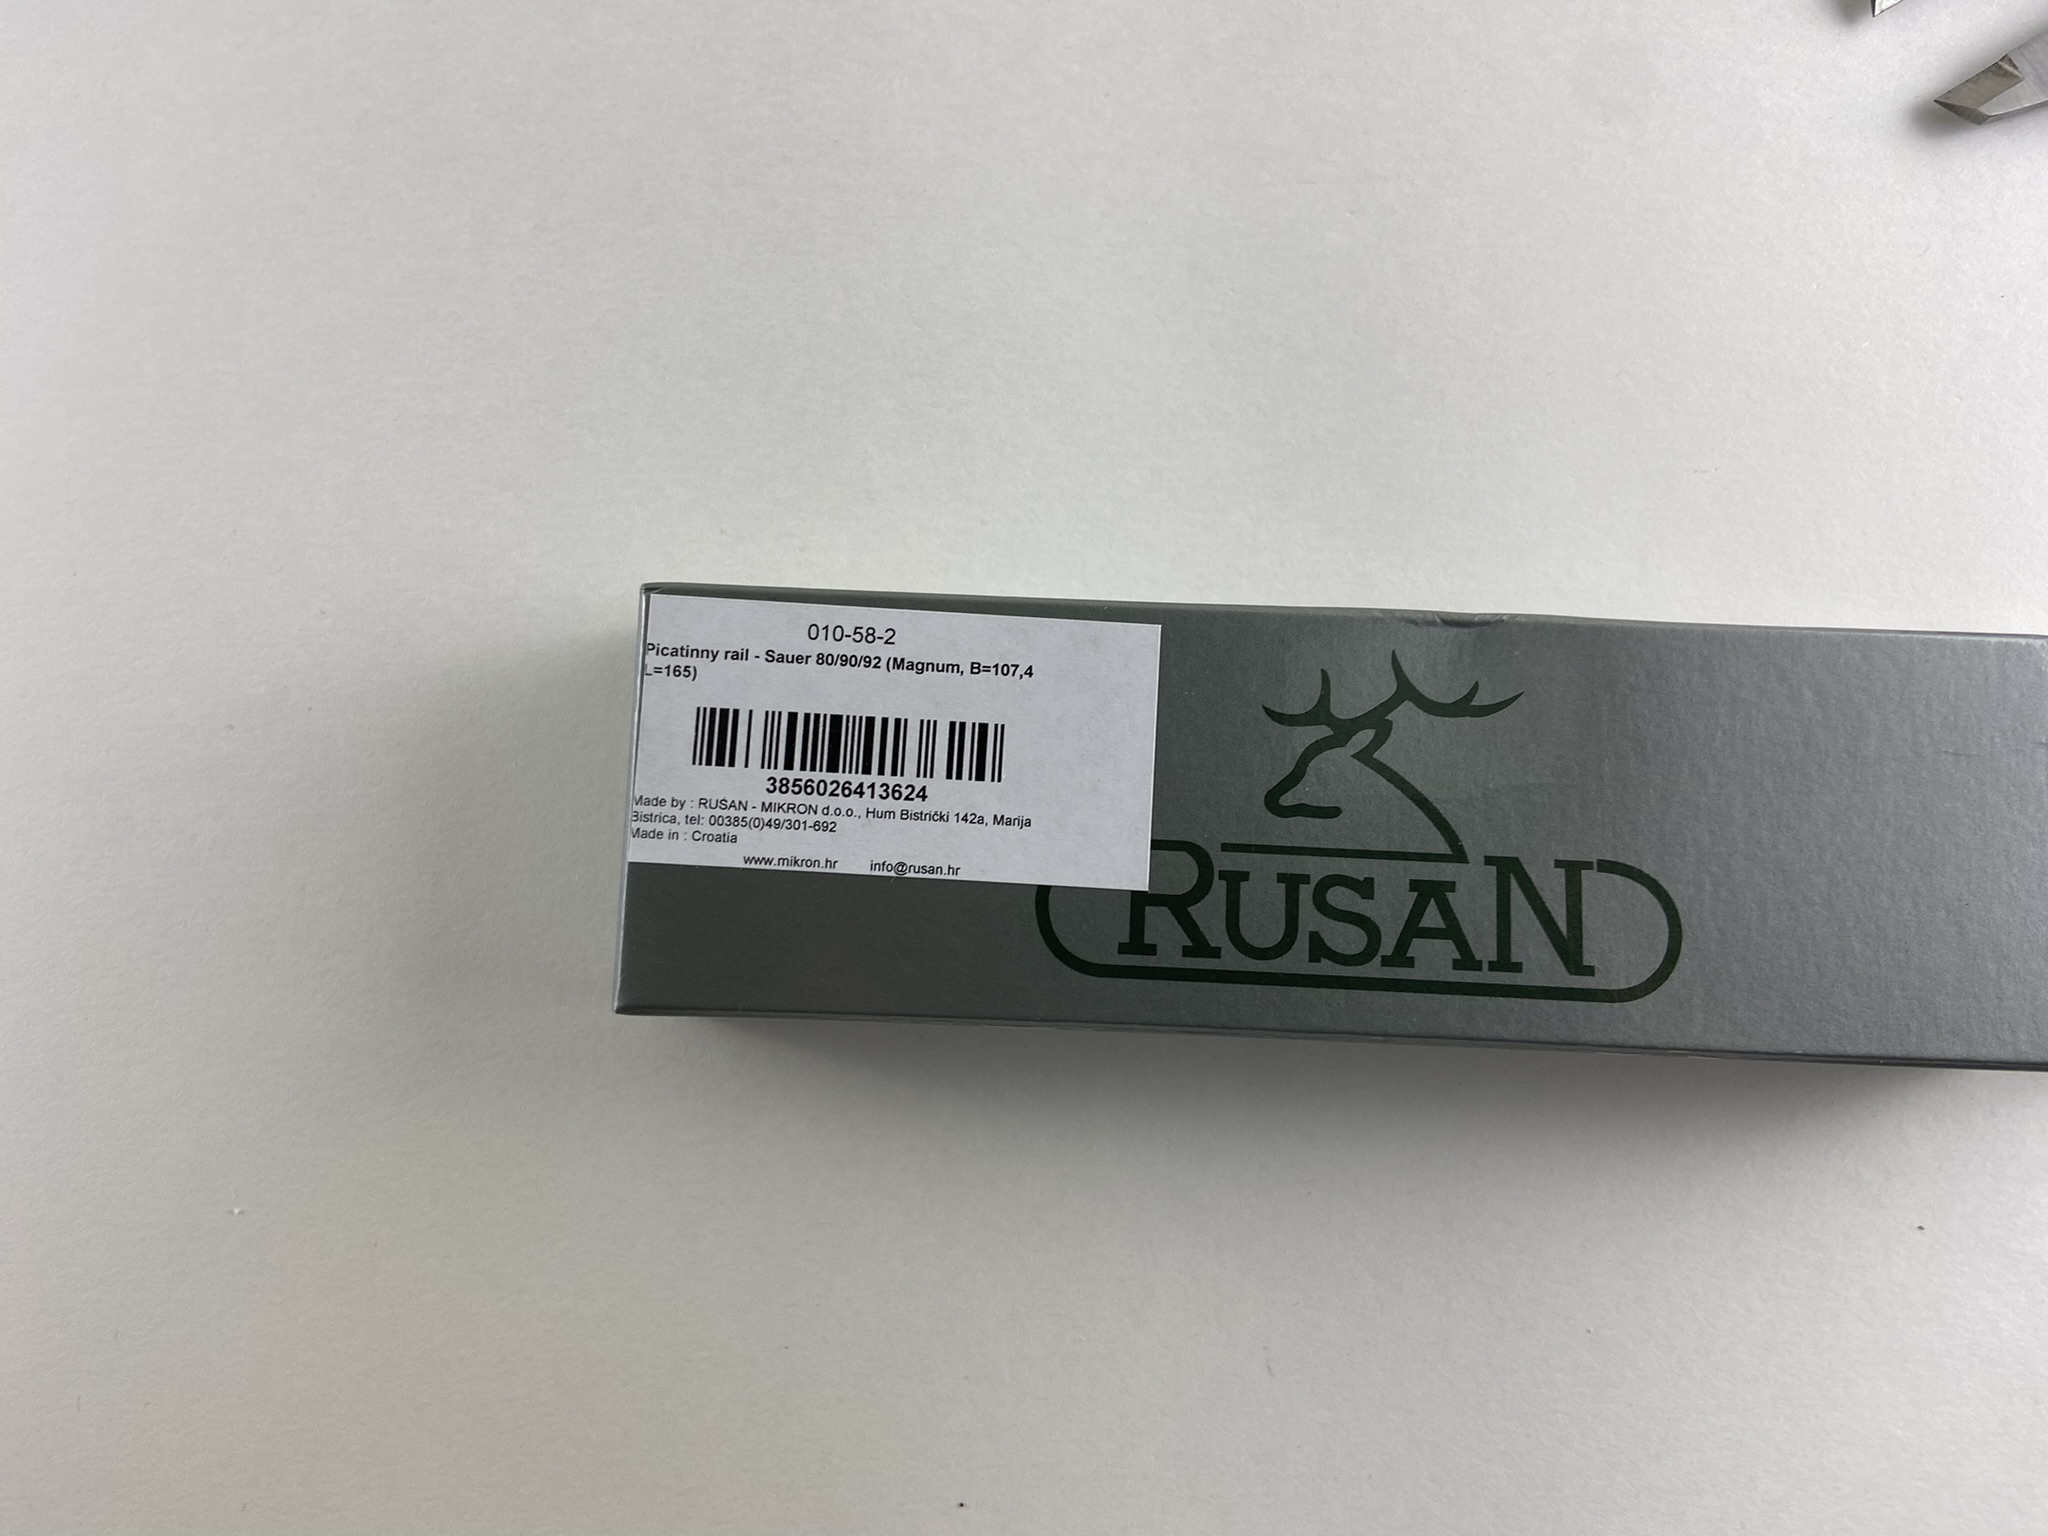 010-58-2
Picatinny rail - Sauer 80/90/92 (Magnum, B=107,4
L=165)
3856026413624
Made by : RUSAN - MIKRON d.o.o., Hum Bistrički 142a, Marija
Bistrica, tel: 00385(0)49/301-692
Made in : Croatia
www.mikron.hr info@rusan.hr
RUSAN